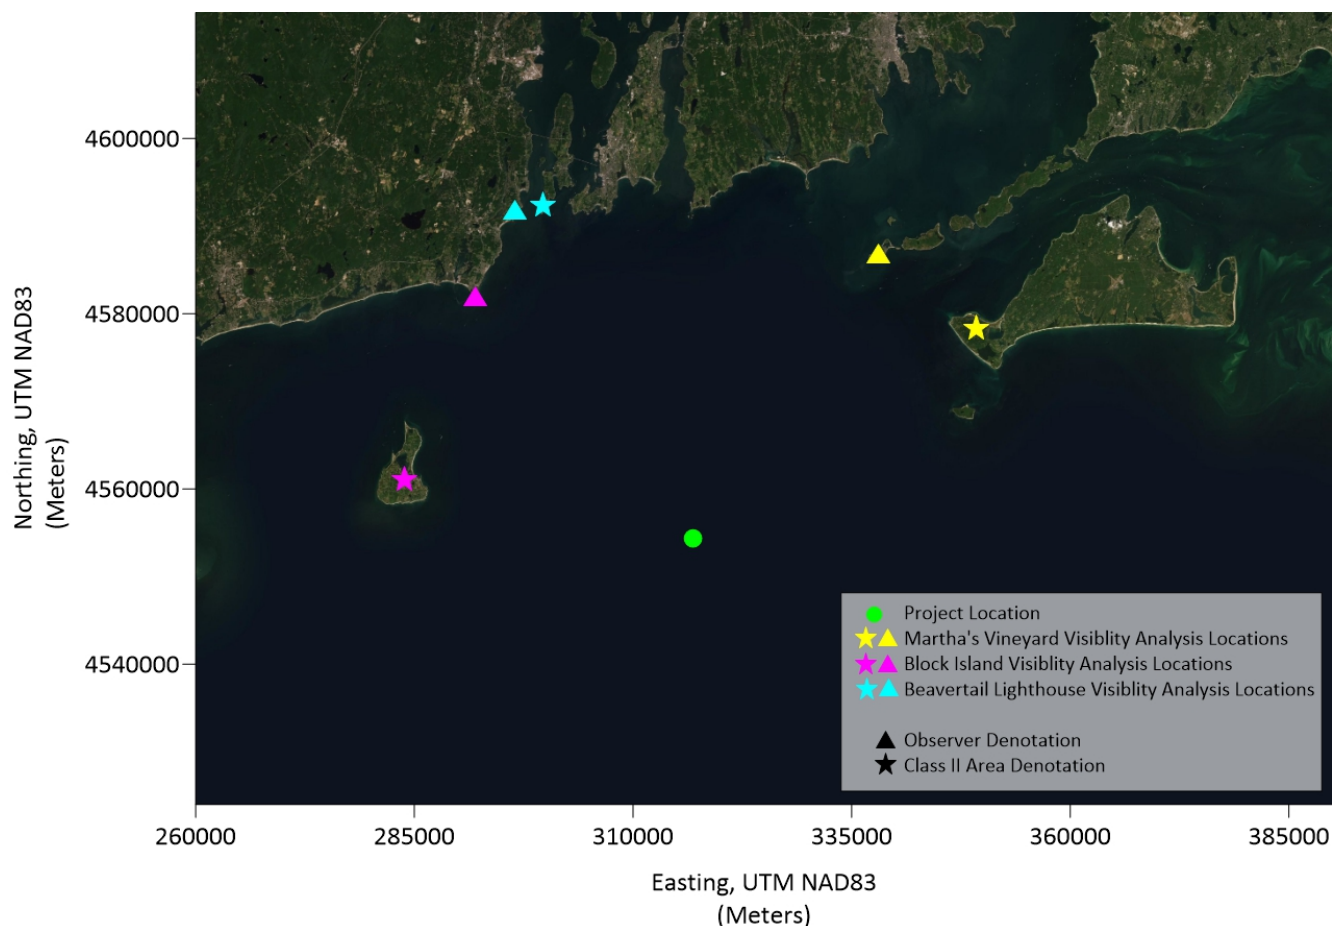 Northing, UTM NAD83
(Meters)
4600000
4580000
4560000
4540000
260000
285000
310000
335000
360000
385000
Easting, UTM NAD83
(Meters)
Project Location
Martha's Vineyard Visiblity Analysis Locations
Block Island Visiblity Analysis Locations
Beavertail Lighthouse Visiblity Analysis Locations
Observer Denotation
Class II Area Denotation